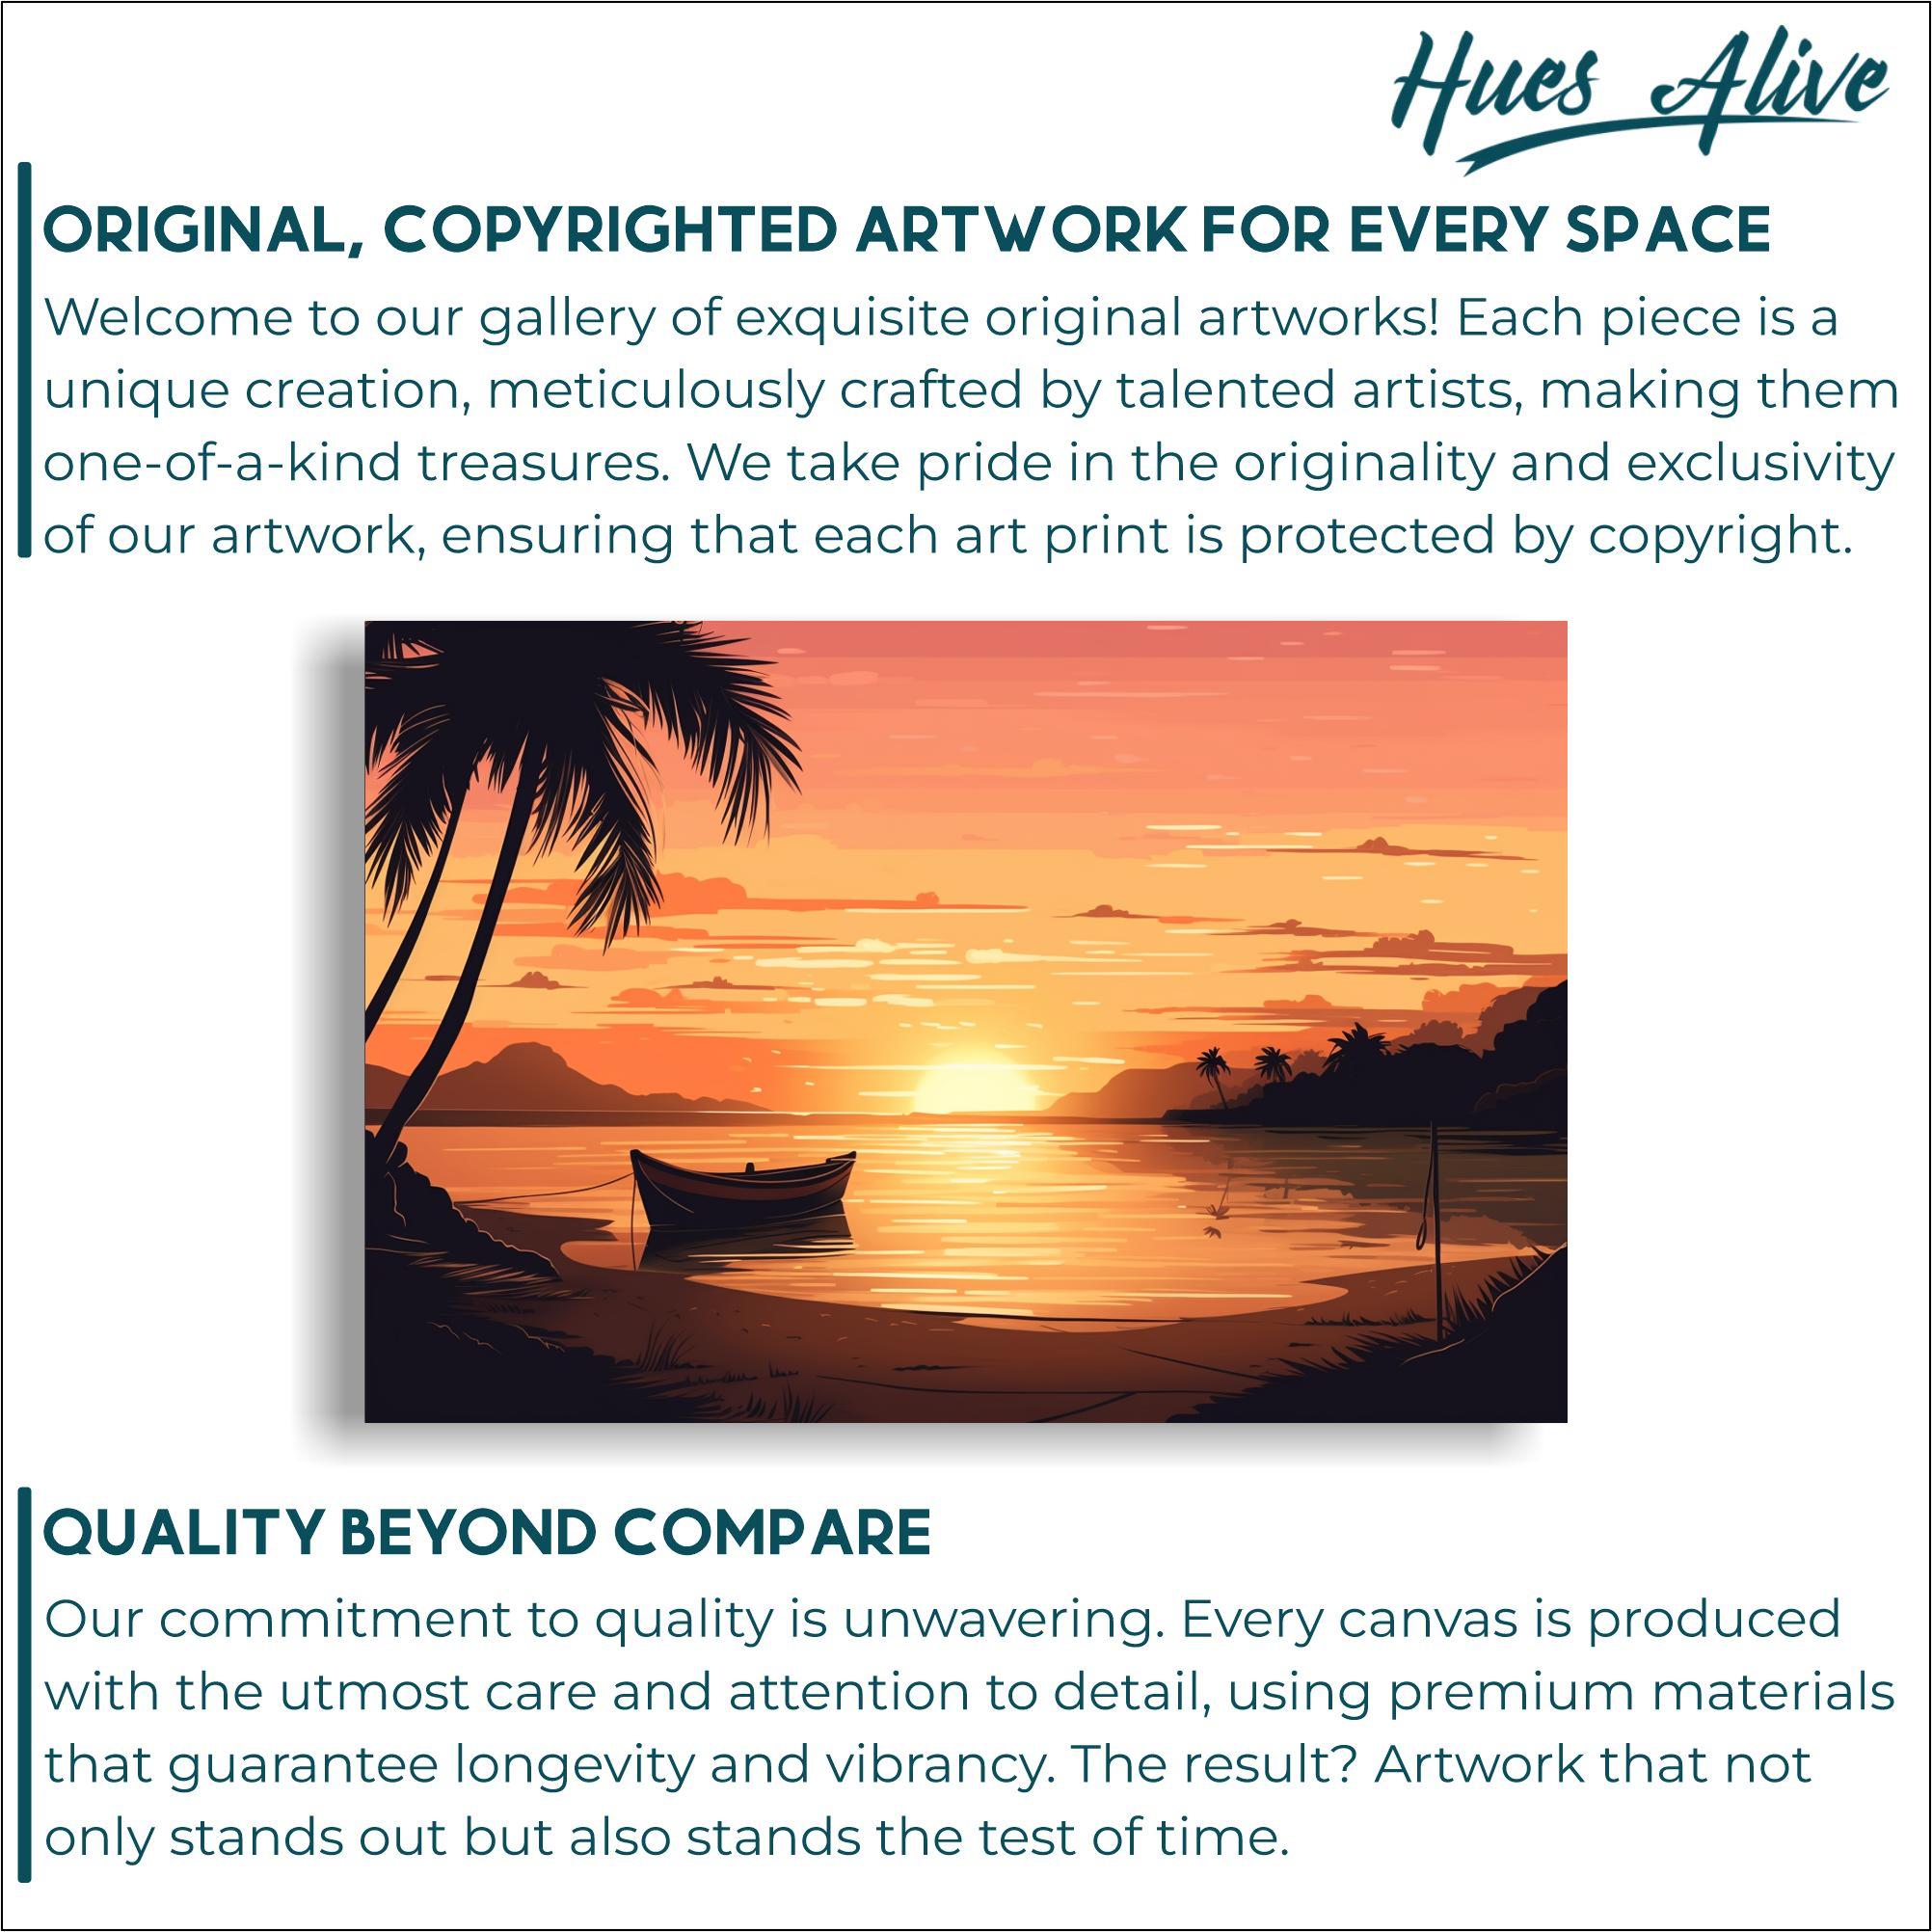 Hues Alive
ORIGINAL, COPYRIGHTED ARTWORK FOR EVERY SPACE
Welcome to our gallery of exquisite original artworks! Each piece is a
unique creation, meticulously crafted by talented artists, making them
one-of-a-kind treasures. We take pride in the originality and exclusivity
of our artwork, ensuring that each art print is protected by copyright.
QUALITY BEYOND COMPARE
Our commitment to quality is unwavering. Every canvas is produced
with the utmost care and attention to detail, using premium materials
that guarantee longevity and vibrancy. The result? Artwork that not
only stands out but also stands the test of time.